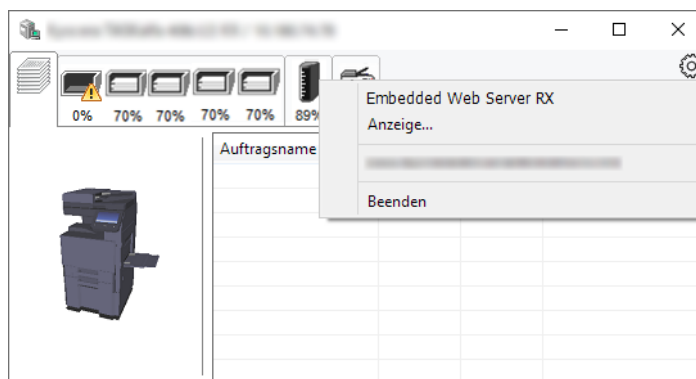 0% 70% 70% 70% 70% 89%
Embedded Web Server RX
Anzeige...
Auftragsname
Beenden